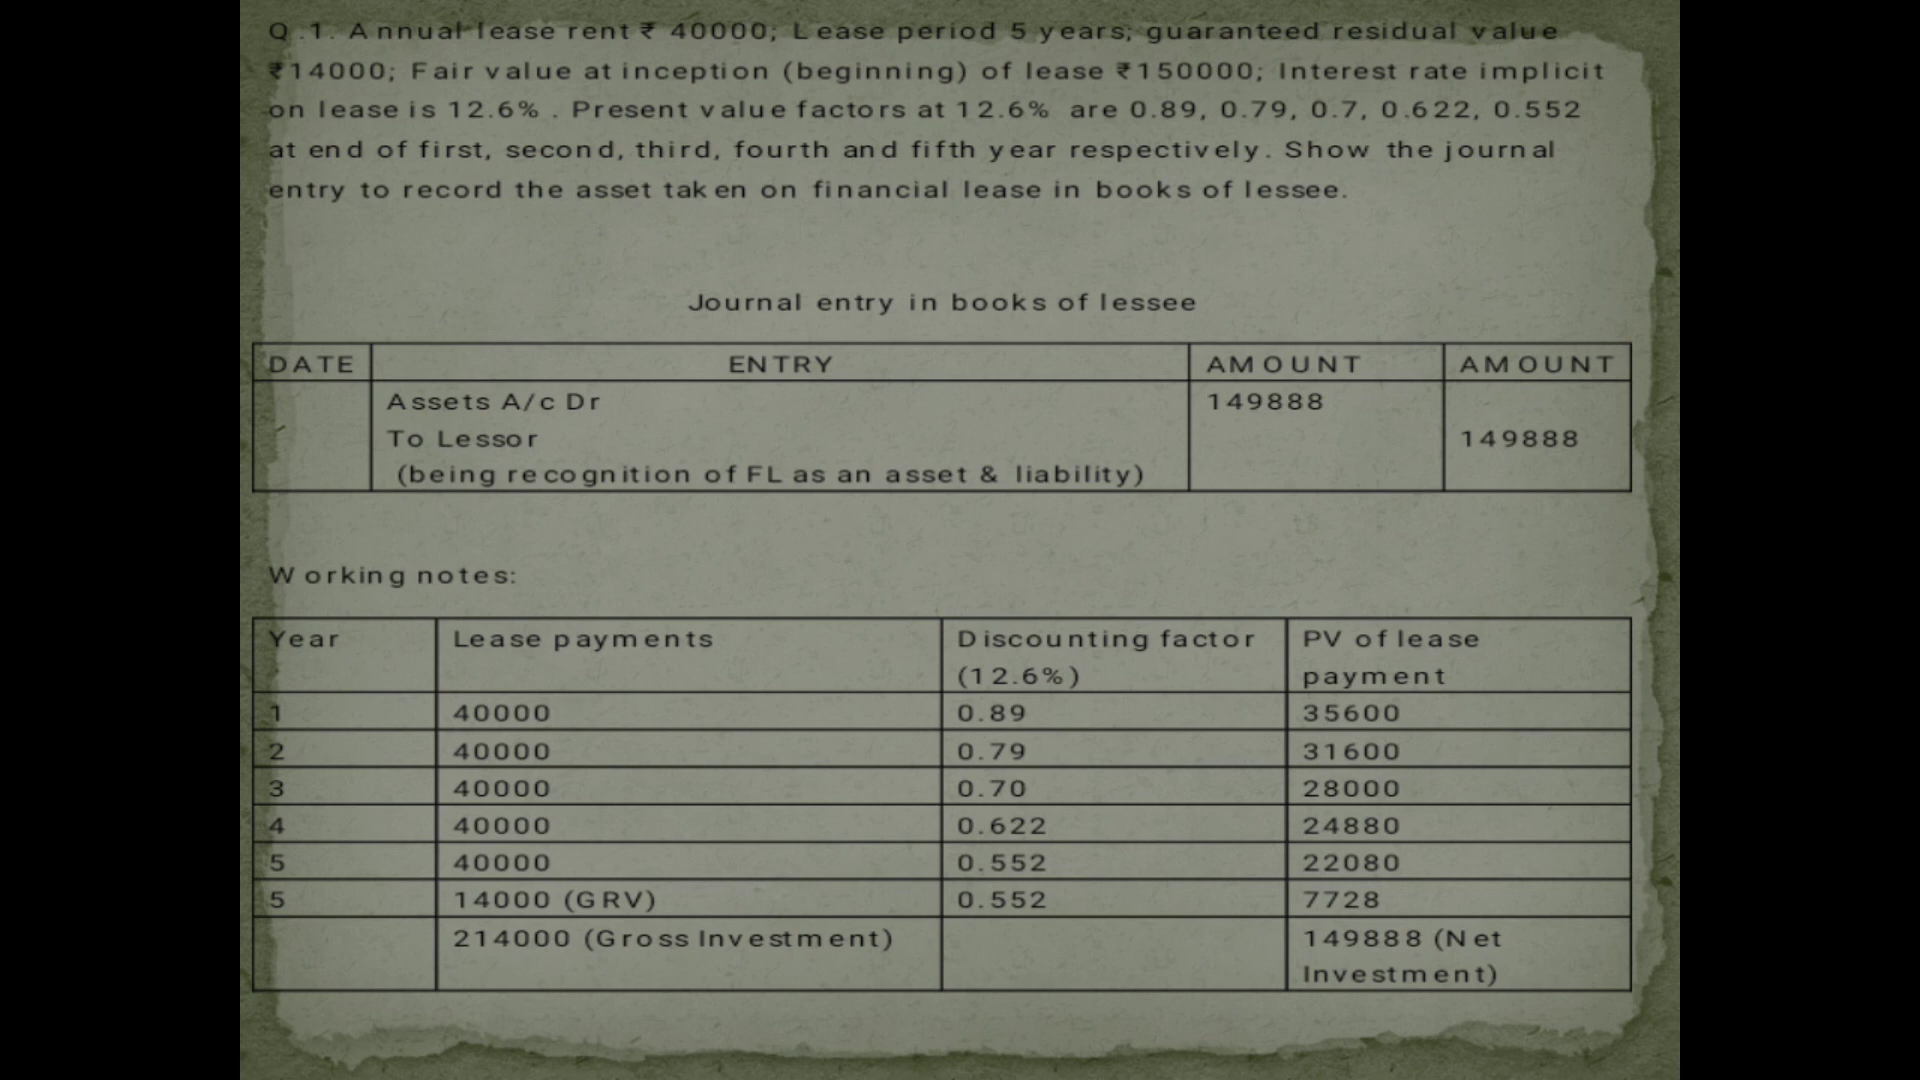 Q.1. Annual lease rent ₹ 40000; Lease period 5 years; guaranteed residual value
₹14000; Fair value at inception (beginning) of lease ₹150000; Interest rate implicit
on lease is 12.6% . Present value factors at 12.6% are 0.89, 0.79, 0.7, 0.622, 0.552
at end of first, second, third, fourth and fifth year respectively. Show the journal
entry to record the asset taken on financial lease in books of lessee.
Journal entry in books of lessee
DATE ENTRY AMOUNT AMOUNT
Assets A/c Dr 149888
To Lessor 149888
(being recognition of FL as an asset & liability)
Working notes:
Year Lease payments Discounting factor (12.6%) PV of lease payment
1 40000 0.89 35600
2 40000 0.79 31600
3 40000 0.70 28000
4 40000 0.622 24880
5 40000 0.552 22080
5 14000 (GRV) 0.552 7728
214000 (Gross Investment) 149888 (Net Investment)